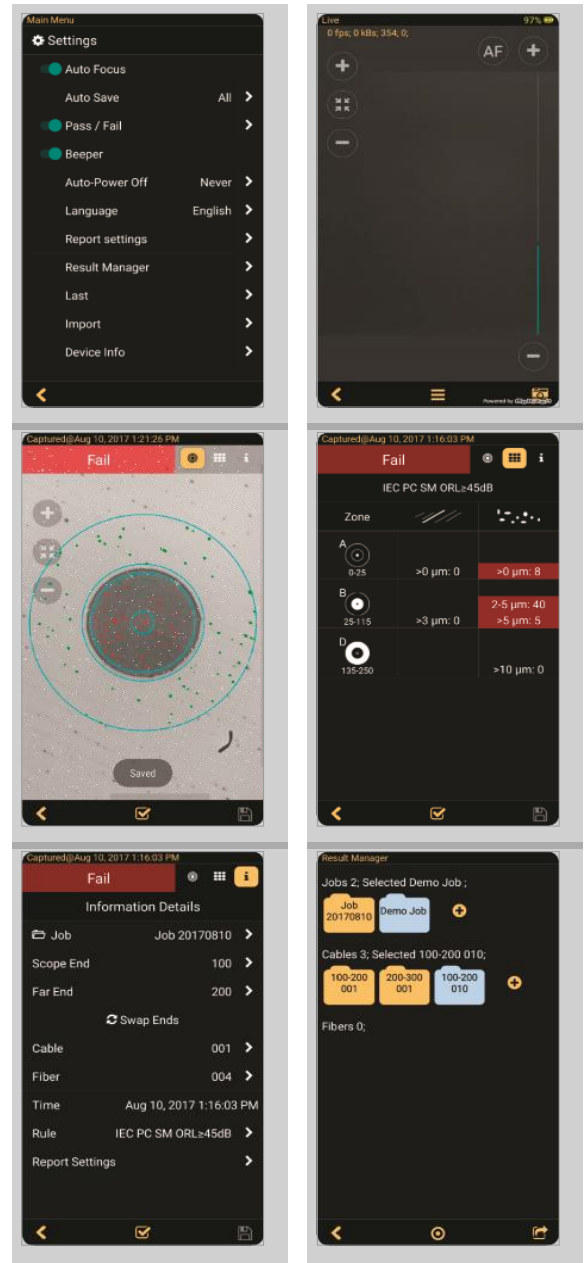 Main Menu
Settings
Auto Focus
Auto Save All
Pass / Fail
Beeper
Auto-Power Off Never
Language English
Report settings
Result Manager
Last
Import
Device Info
Live 97%
0 fps; 0 kBs; 354; 0;
AF
Powered by
Captured@Aug 10, 2017 1:21:26 PM
Fail
i
Saved
Captured@Aug 10, 2017 1:16:03 PM
Fail
i
IEC PC SM ORL≥45dB
Zone
A
0-25 >0 µm: 0 >0 µm: 8
B
2-5 µm: 40
25-115 >3 µm: 0 >5 µm: 5
D
135-250 >10 µm: 0
Captured@Aug 10, 2017 1:16:03 PM
Fail
i
Information Details
Job Job 20170810
Scope End 100
Far End 200
Swap Ends
Cable 001
Fiber 004
Time Aug 10, 2017 1:16:03 PM
Rule IEC PC SM ORL≥45dB
Report Settings
Result Manager
Jobs 2; Selected Demo Job ;
Job
20170810 Demo Job
Cables 3; Selected 100-200 010;
100-200 200-300 100-200
001 001 010
Fibers 0;